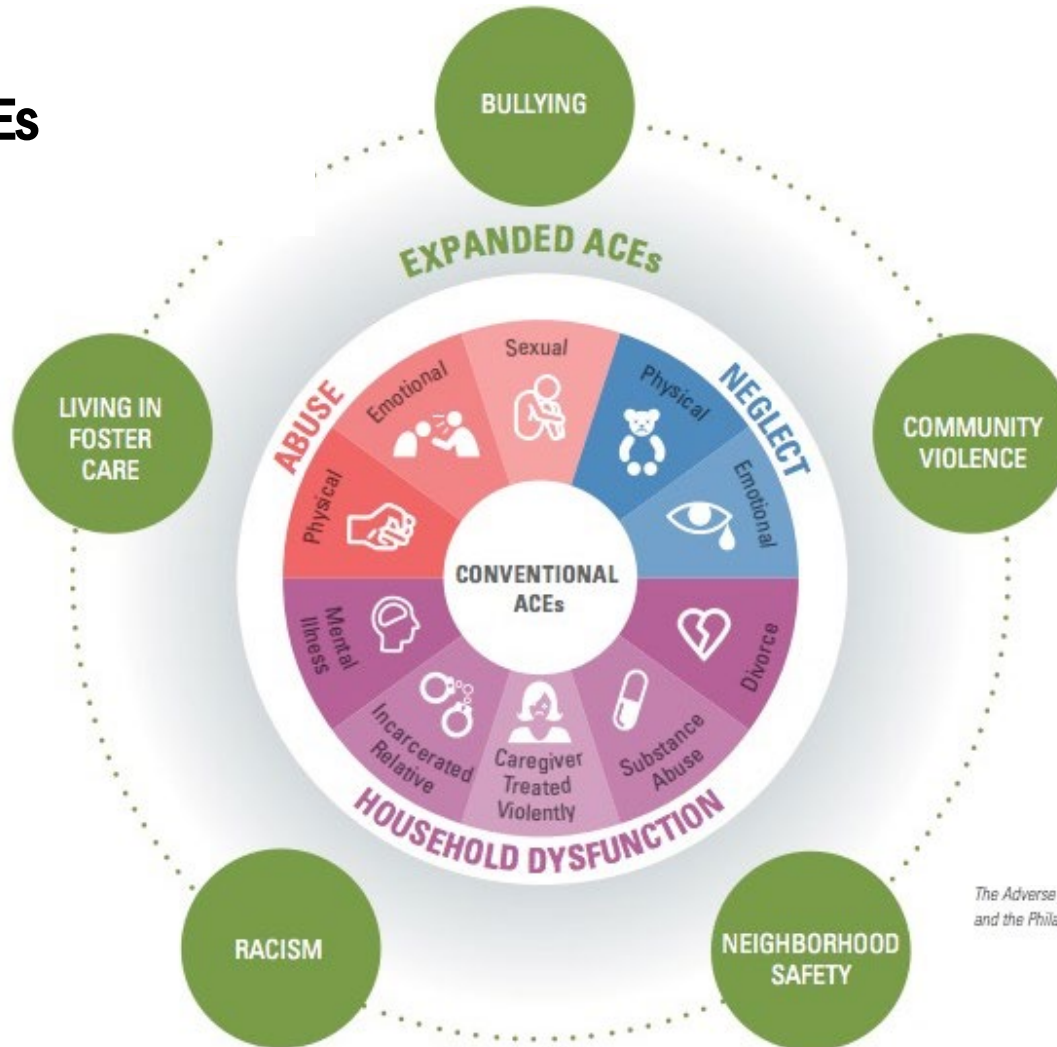 Es
BULLYING
EXPANDED ACEs
LIVING IN
FOSTER
CARE
COMMUNITY
VIOLENCE
ABUSE
NEGLECT
Physical
Emotional
Sexual
Physical
Emotional
CONVENTIONAL
ACEs
Mental
Illness
Incarcerated
Relative
Caregiver
Treated
Violently
Substance
Abuse
Divorce
HOUSEHOLD DYSFUNCTION
RACISM
NEIGHBORHOOD
SAFETY
The Adverse
and the Phila